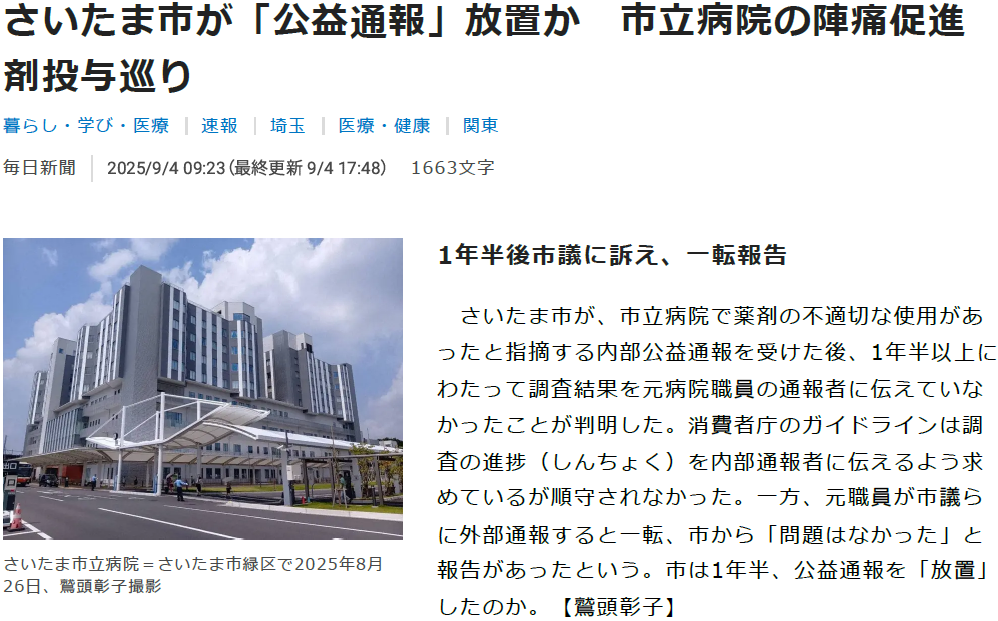 さいたま市が「公益通報」放置か　市立病院の陣痛促進
剤投与巡り
暮らし・学び・医療 | 速報 | 埼玉 | 医療・健康 | 関東
毎日新聞 | 2025/9/4 09:23(最終更新 9/4 17:48)　1663文字
出口
さいたま市立病院＝さいたま市緑区で2025年8月
26日、鷲頭彰子撮影
1年半後市議に訴え、一転報告
　さいたま市が、市立病院で薬剤の不適切な使用があ
ったと指摘する内部公益通報を受けた後、1年半以上に
わたって調査結果を元病院職員の通報者に伝えていな
かったことが判明した。消費者庁のガイドラインは調
査の進捗（しんちょく）を内部通報者に伝えるよう求
めているが順守されなかった。一方、元職員が市議ら
に外部通報すると一転、市から「問題はなかった」と
報告があったという。市は1年半、公益通報を「放置」
したのか。【鷲頭彰子】